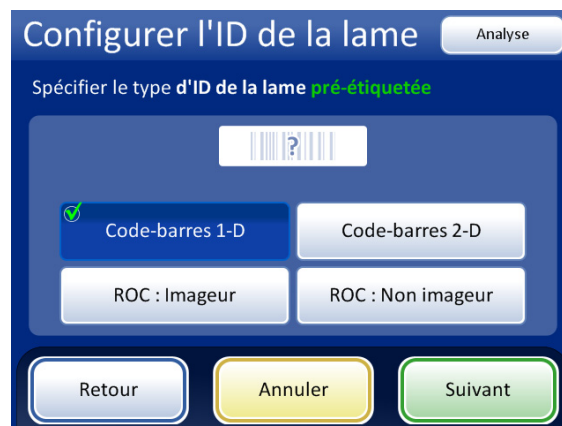 Configurer l'ID de la lame
Analyse
Spécifier le type d'ID de la lame pré-étiquetée
?
Code-barres 1-D
Code-barres 2-D
ROC : Imageur
ROC : Non imageur
Retour
Annuler
Suivant